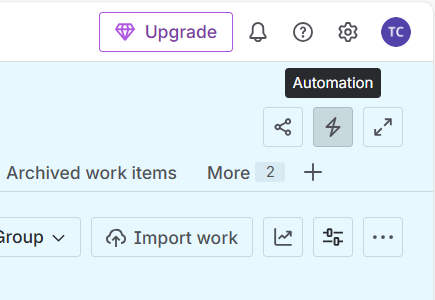 Upgrade
TC
Automation
Archived work items More 2
Group Import work